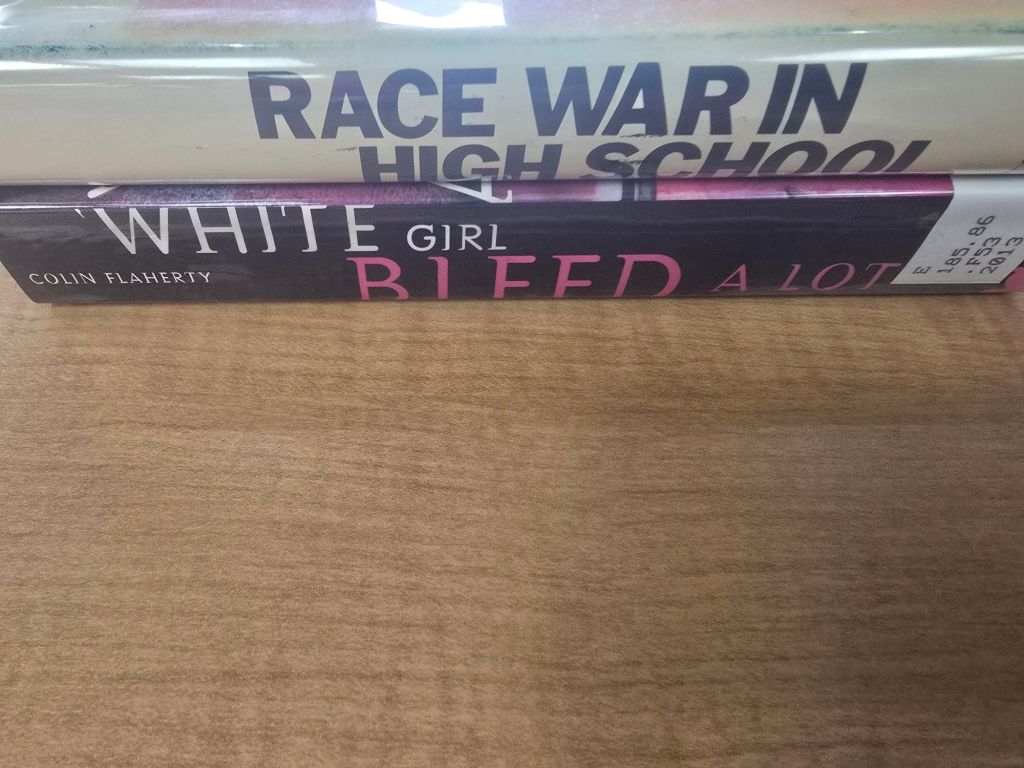 RACE WAR IN
HIGH SCHOOL
'WHITE GIRL
BLEED A LOT
COLIN FLAHERTY
E
185.86
.F53
2013